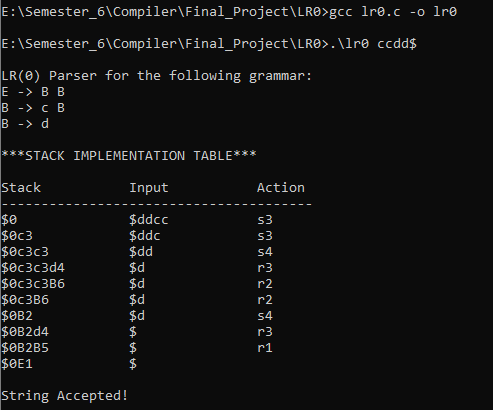 E:\Semester_6\Compiler\Final_Project\LR0>gcc lr0.c -o lr0
E:\Semester_6\Compiler\Final_Project\LR0>.\lr0 ccdd$
LR(0) Parser for the following grammar:
E -> B B
B -> c B
B -> d
***STACK IMPLEMENTATION TABLE***
Stack Input Action
---------------------------------------
$0 $ddcc s3
$0c3 $ddc s3
$0c3c3 $dd s4
$0c3c3d4 $d r3
$0c3c3B6 $d r2
$0c3B6 $d r2
$0B2 $d s4
$0B2d4 $ r3
$0B2B5 $ r1
$0E1 $
String Accepted!